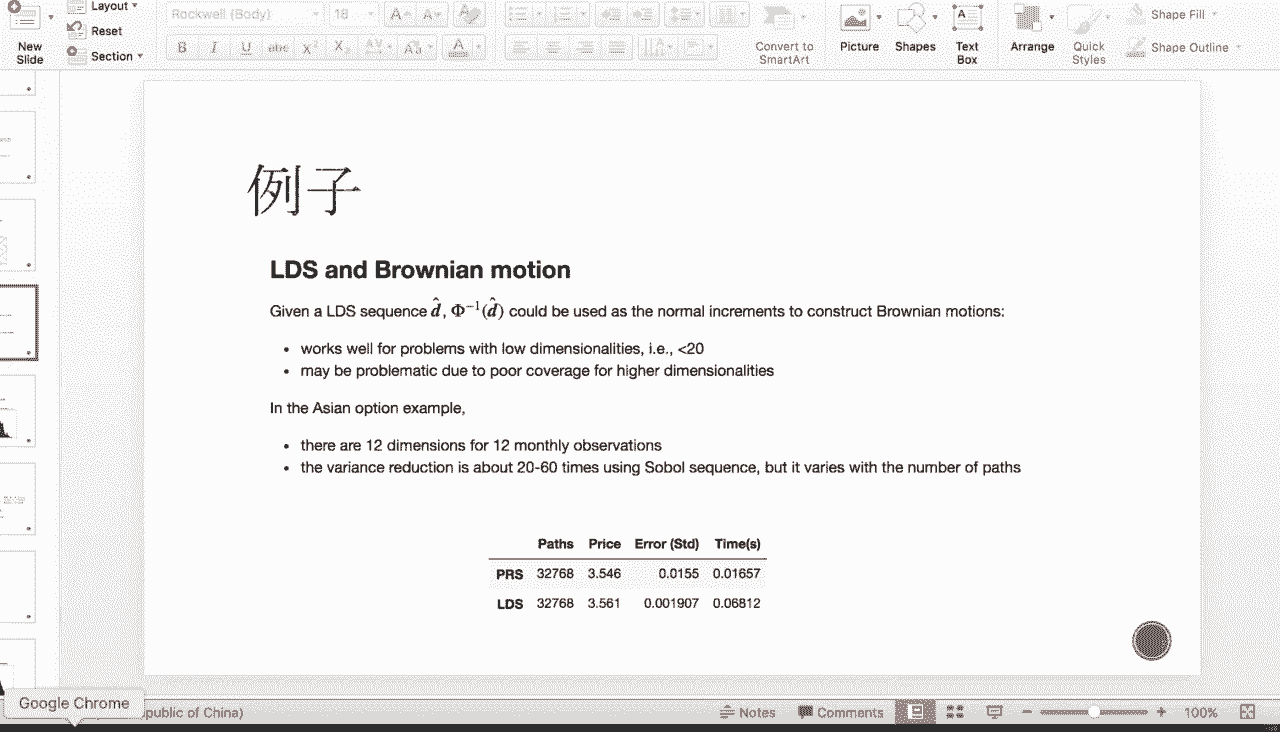 Layout
Rockwell (Body) 18
Reset
Section
New
Slide
B I U abc X² X₂ AV Aa A
Convert to
SmartArt
Picture
Shapes
Text
Box
Arrange
Quick
Styles
Shape Fill
Shape Outline
例子
LDS and Brownian motion
Given a LDS sequence d̂, Φ⁻¹(d̂) could be used as the normal increments to construct Brownian motions:
• works well for problems with low dimensionalities, i.e., <20
• may be problematic due to poor coverage for higher dimensionalities
In the Asian option example,
• there are 12 dimensions for 12 monthly observations
• the variance reduction is about 20-60 times using Sobol sequence, but it varies with the number of paths
Paths Price Error (Std) Time(s)
PRS 32768 3.546 0.0155 0.01657
LDS 32768 3.561 0.001907 0.06812
Google Chrome
public of China)
Notes
Comments
100%